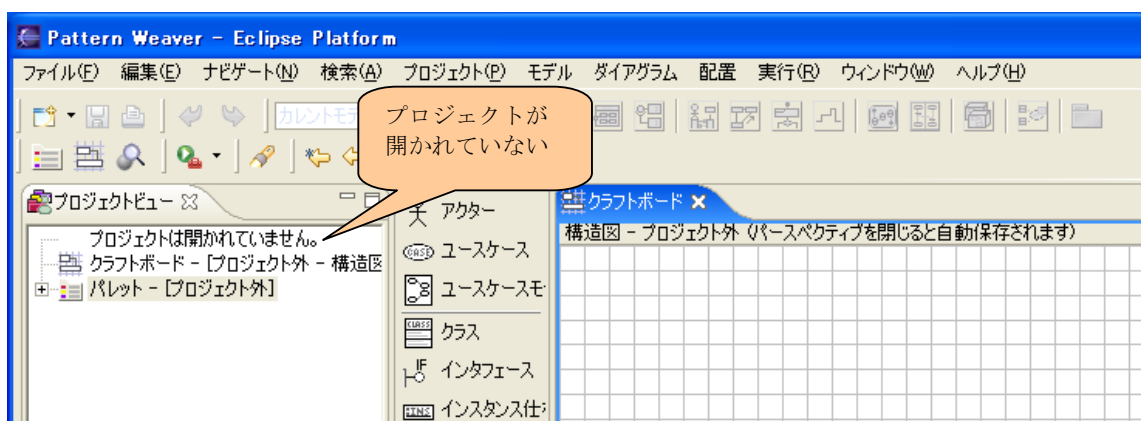 Pattern Weaver - Eclipse Platform
ファイル(F) 編集(E) ナビゲート(N) 検索(A) プロジェクト(P) モデル ダイアグラム 配置 実行(R) ウィンドウ(W) ヘルプ(H)
カレントモデ
プロジェクトが
開かれていない
プロジェクトビュー
プロジェクトは開かれていません。
クラフトボード - [プロジェクト外 - 構造図
パレット - [プロジェクト外]
アクター
ユースケース
ユースケースモ
クラス
インタフェース
インスタンス仕
クラフトボード
構造図 - プロジェクト外 (パースペクティブを閉じると自動保存されます)